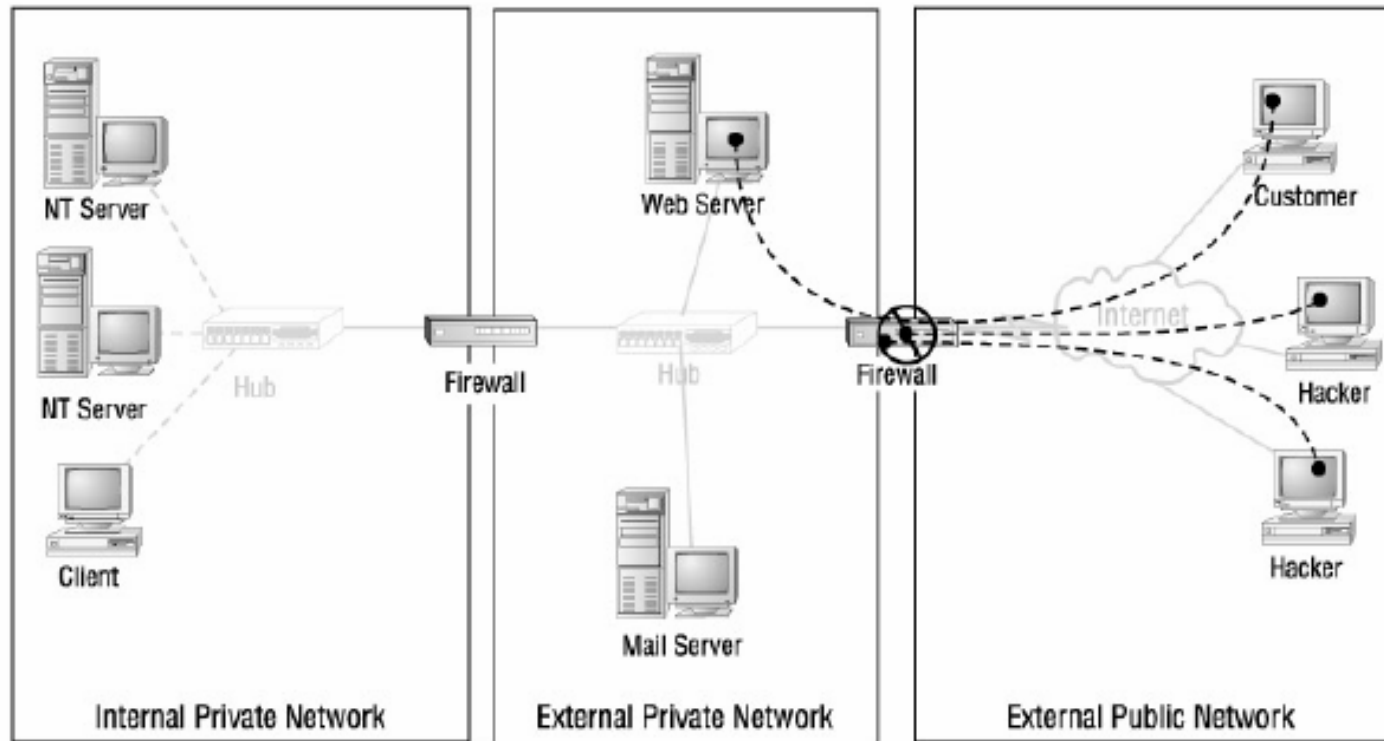 NT Server
NT Server
Hub
Client
Firewall
Internal Private Network
Web Server
Hub
Mail Server
External Private Network
Firewall
Customer
Internet
Hacker
Hacker
External Public Network